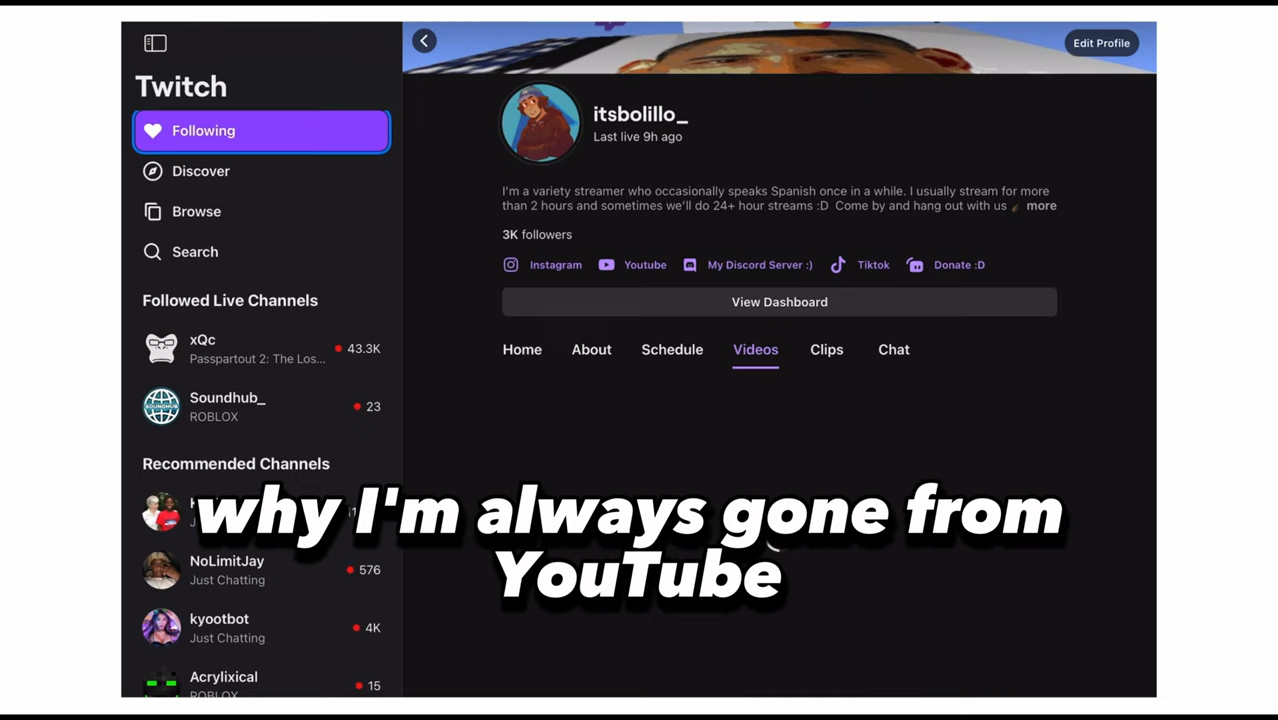 Edit Profile
Twitch
Following
Discover
Browse
Search
Followed Live Channels
xQc
Passpartout 2: The Los...
43.3K
Soundhub_
ROBLOX
23
Recommended Channels
NoLimitJay
Just Chatting
576
kyootbot
Just Chatting
4K
Acrylixical
ROBLOX
15
itsbolillo_
Last live 9h ago
I'm a variety streamer who occasionally speaks Spanish once in a while. I usually stream for more
than 2 hours and sometimes we'll do 24+ hour streams :D Come by and hang out with us more
3K followers
Instagram Youtube My Discord Server :) Tiktok Donate :D
View Dashboard
Home About Schedule Videos Clips Chat
why I'm always gone from
YouTube